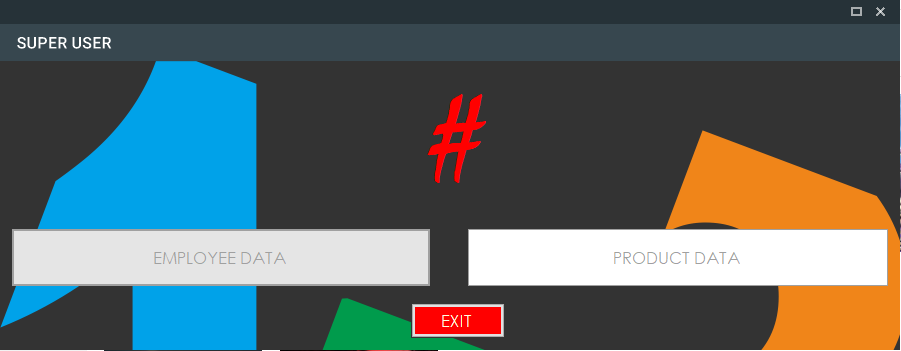 SUPER USER
#
EMPLOYEE DATA
PRODUCT DATA
EXIT